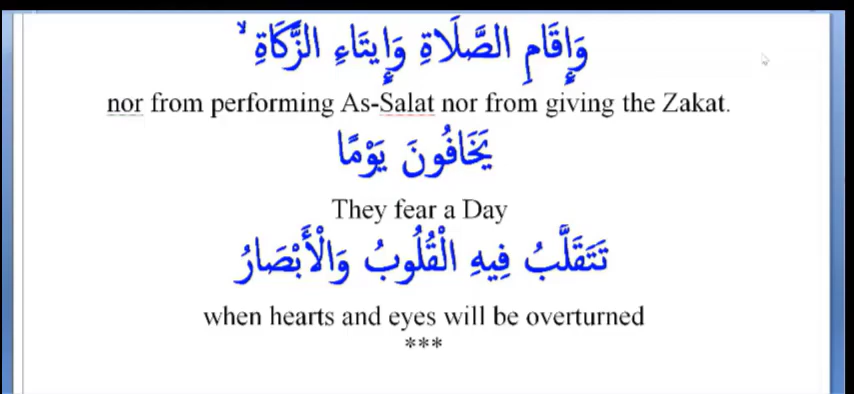 وَإِقَامِ الصَّلَاةِ وَإِيتَاءِ الزَّكَاةِ ۙ
nor from performing As-Salat nor from giving the Zakat.
يَخَافُونَ يَوْمًا
They fear a Day
تَتَقَلَّبُ فِيهِ الْقُلُوبُ وَالْأَبْصَارُ
when hearts and eyes will be overturned
***